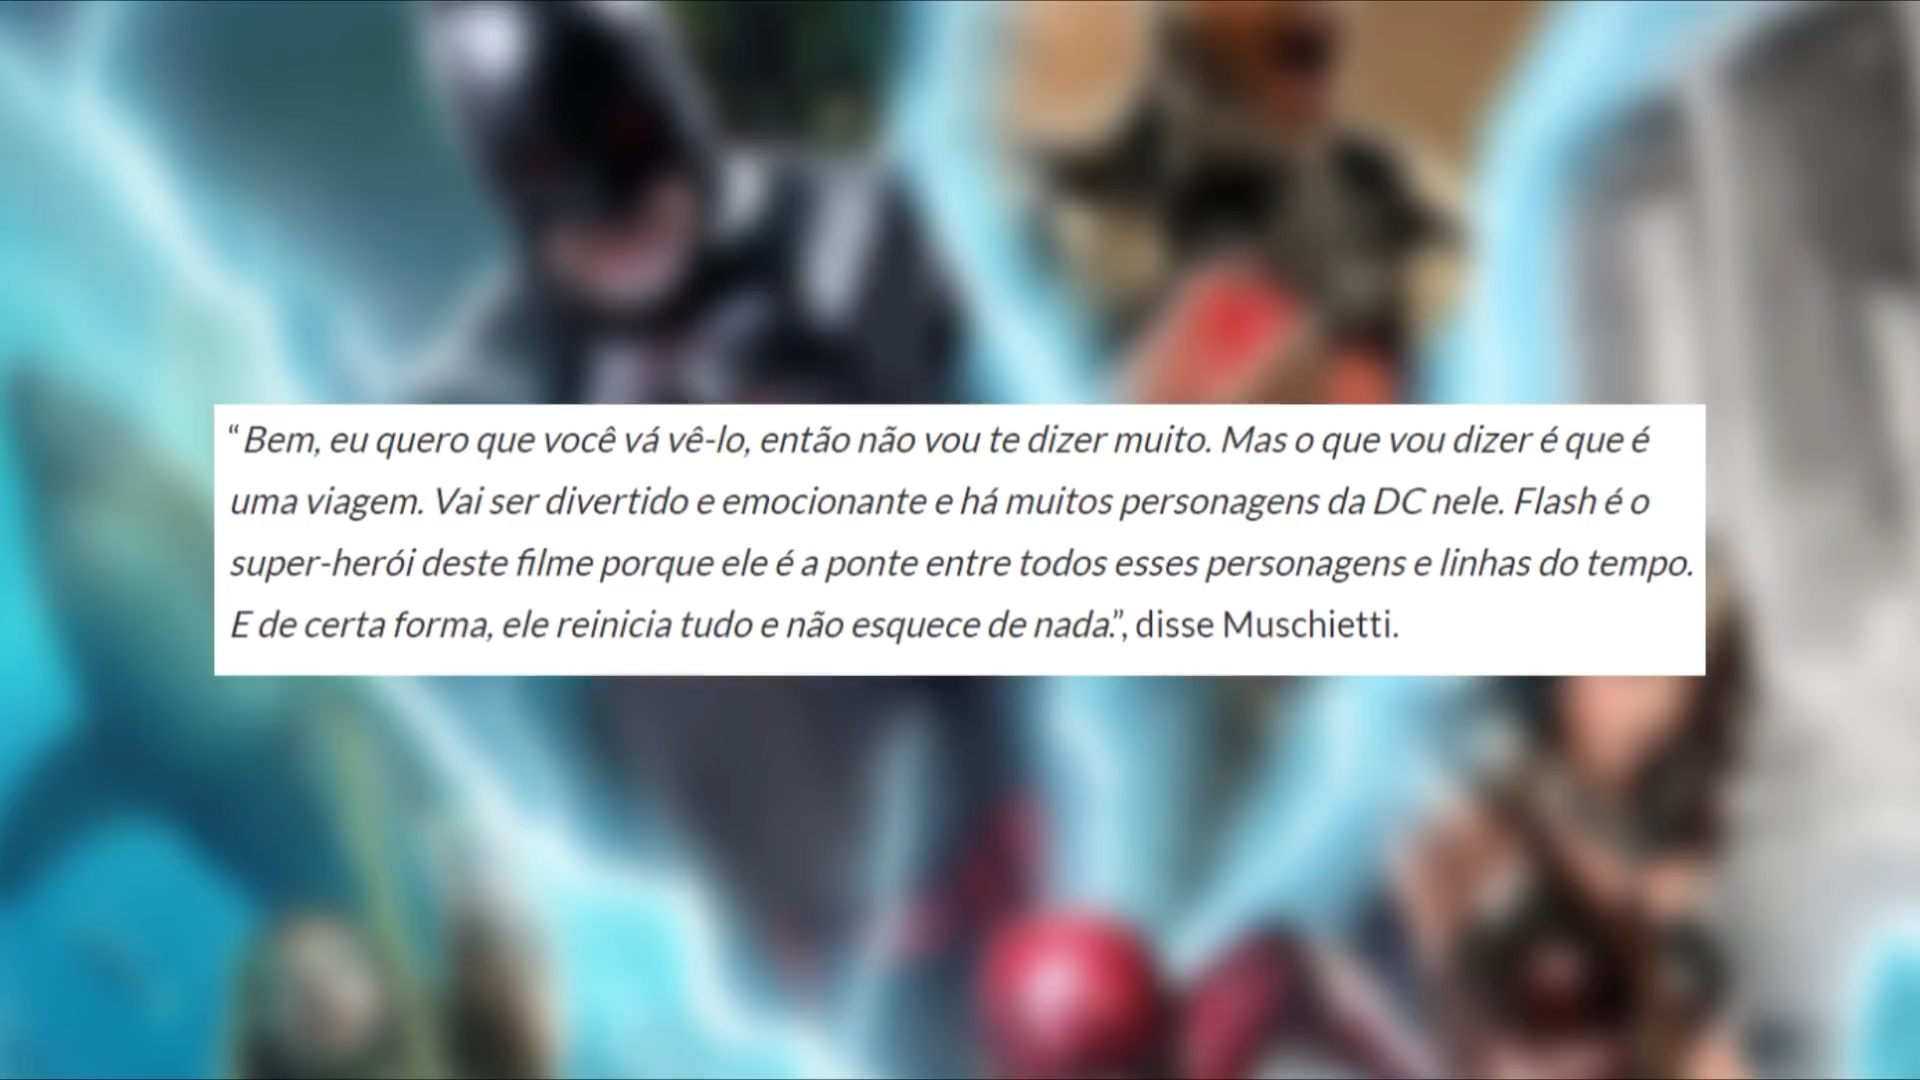 “Bem, eu quero que você vá vê-lo, então não vou te dizer muito. Mas o que vou dizer é que é
uma viagem. Vai ser divertido e emocionante e há muitos personagens da DC nele. Flash é o
super-herói deste filme porque ele é a ponte entre todos esses personagens e linhas do tempo.
E de certa forma, ele reinicia tudo e não esquece de nada.”, disse Muschietti.